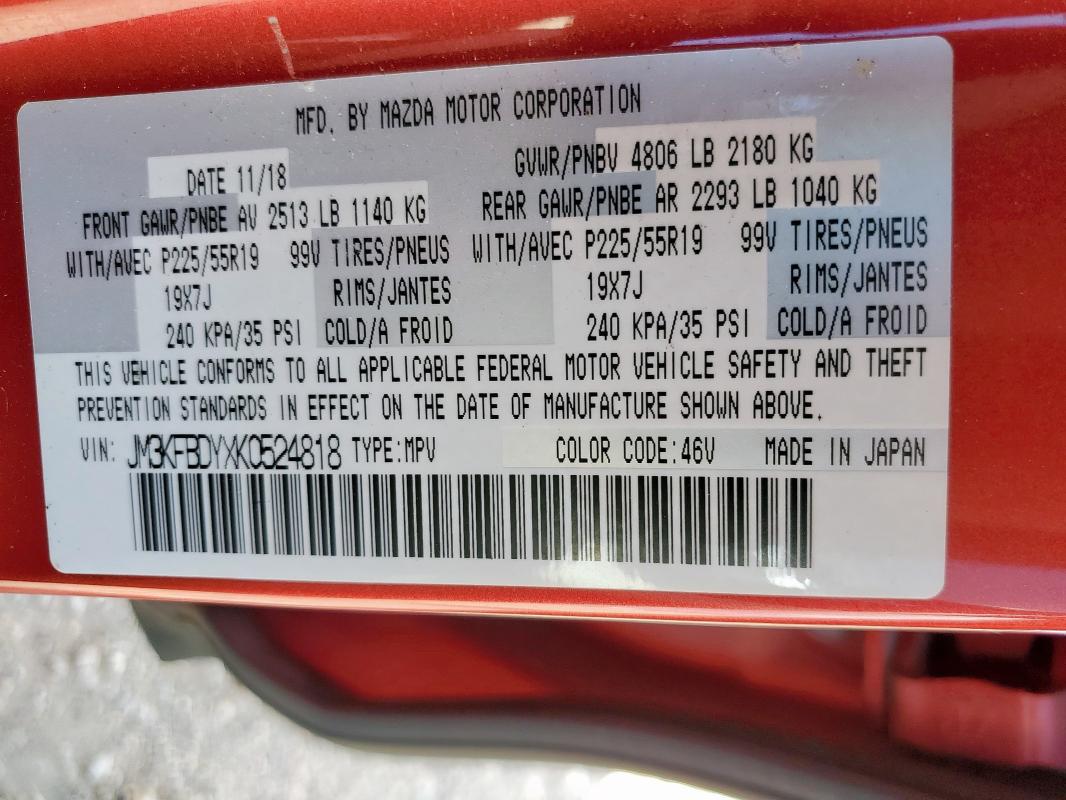 MFD. BY MAZDA MOTOR CORPORATION
DATE 11/18 GVWR/PNBV 4806 LB 2180 KG
FRONT GAWR/PNBE AV 2513 LB 1140 KG REAR GAWR/PNBE AR 2293 LB 1040 KG
WITH/AVEC P225/55R19 99V TIRES/PNEUS WITH/AVEC P225/55R19 99V TIRES/PNEUS
19X7J RIMS/JANTES 19X7J RIMS/JANTES
240 KPA/35 PSI COLD/A FROID 240 KPA/35 PSI COLD/A FROID
THIS VEHICLE CONFORMS TO ALL APPLICABLE FEDERAL MOTOR VEHICLE SAFETY AND THEFT
PREVENTION STANDARDS IN EFFECT ON THE DATE OF MANUFACTURE SHOWN ABOVE.
VIN: JM3KFBDYXK0524818 TYPE:MPV COLOR CODE:46V MADE IN JAPAN